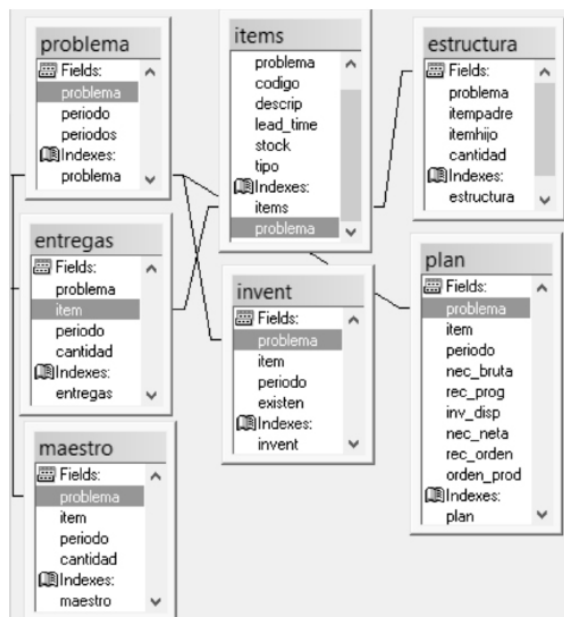 problema
Fields:
problema
periodo
periodos
Indexes:
problema
items
problema
codigo
descrip
lead_time
stock
tipo
Indexes:
items
problema
estructura
Fields:
problema
itempadre
itemhijo
cantidad
Indexes:
estructura
entregas
Fields:
problema
item
periodo
cantidad
Indexes:
entregas
invent
Fields:
problema
item
periodo
existen
Indexes:
invent
plan
Fields:
problema
item
periodo
nec_bruta
rec_prog
inv_disp
nec_neta
rec_orden
orden_prod
Indexes:
plan
maestro
Fields:
problema
item
periodo
cantidad
Indexes:
maestro